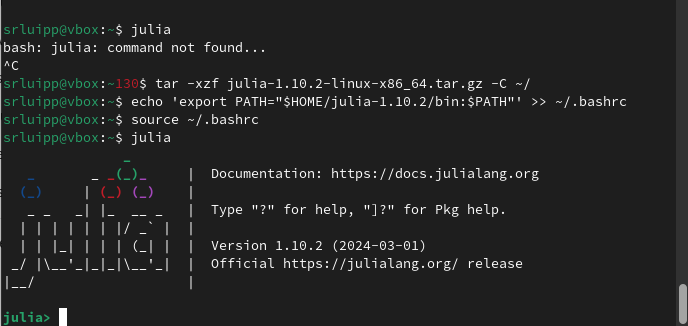 srluipp@vbox:~$ julia
bash: julia: command not found...
^C
srluipp@vbox:~130$ tar -xzf julia-1.10.2-linux-x86_64.tar.gz -C ~/
srluipp@vbox:~$ echo 'export PATH="$HOME/julia-1.10.2/bin:$PATH"' >> ~/.bashrc
srluipp@vbox:~$ source ~/.bashrc
srluipp@vbox:~$ julia
               _
   _       _ _(_)_     |  Documentation: https://docs.julialang.org
  (_)     | (_) (_)    |
   _ _   _| |_  __ _   |  Type "?" for help, "]?" for Pkg help.
  | | | | | | |/ _` |  |
  | | |_| | | | (_| |  |  Version 1.10.2 (2024-03-01)
 _/ |\__'_|_|_|\__'_|  |  Official https://julialang.org/ release
|__/                   |
julia>